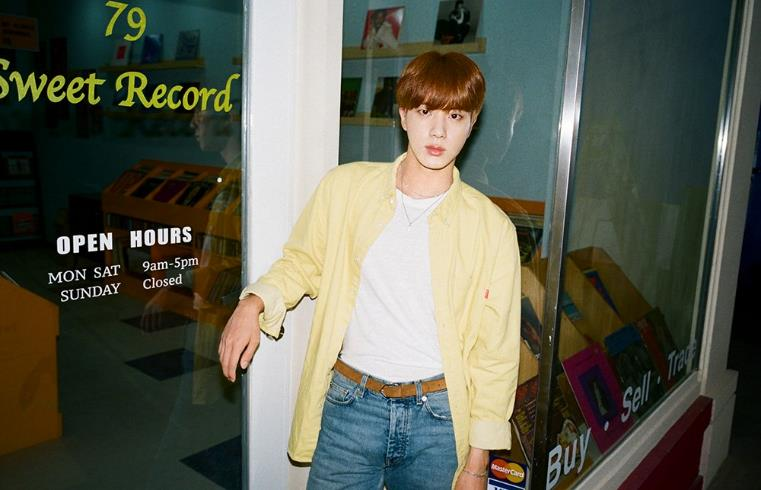 79
Sweet Record
OPEN HOURS
MON SAT 9am-5pm
SUNDAY Closed
Buy · Sell · Trade
MasterCard